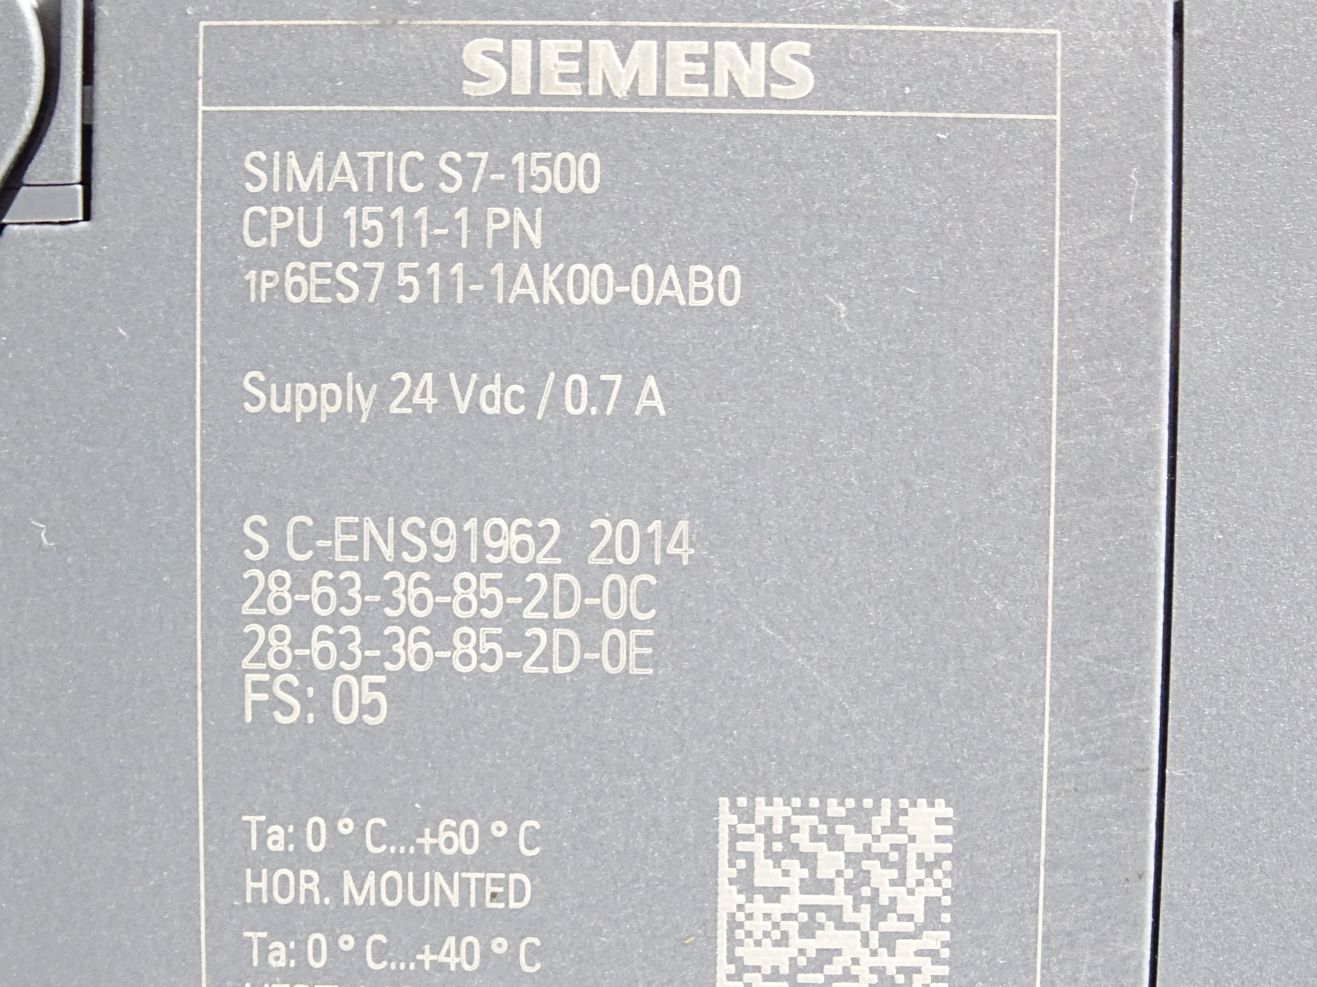 SIEMENS
SIMATIC S7-1500
CPU 1511-1 PN
1P6ES7 511-1AK00-0AB0
Supply 24 Vdc / 0.7 A
S C-ENS91962 2014
28-63-36-85-2D-0C
28-63-36-85-2D-0E
FS: 05
Ta: 0 ° C...+60 ° C
HOR. MOUNTED
Ta: 0 ° C...+40 ° C